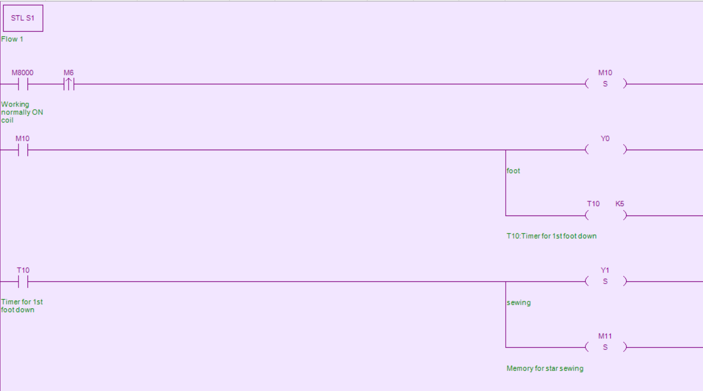 STL S1
Flow 1
M8000 M6 M10
S
Working
normally ON
coil
M10 Y0
foot
T10 K5
T10:Timer for 1st foot down
T10 Y1
S
Timer for 1st
foot down
sewing
M11
S
Memory for star sewing